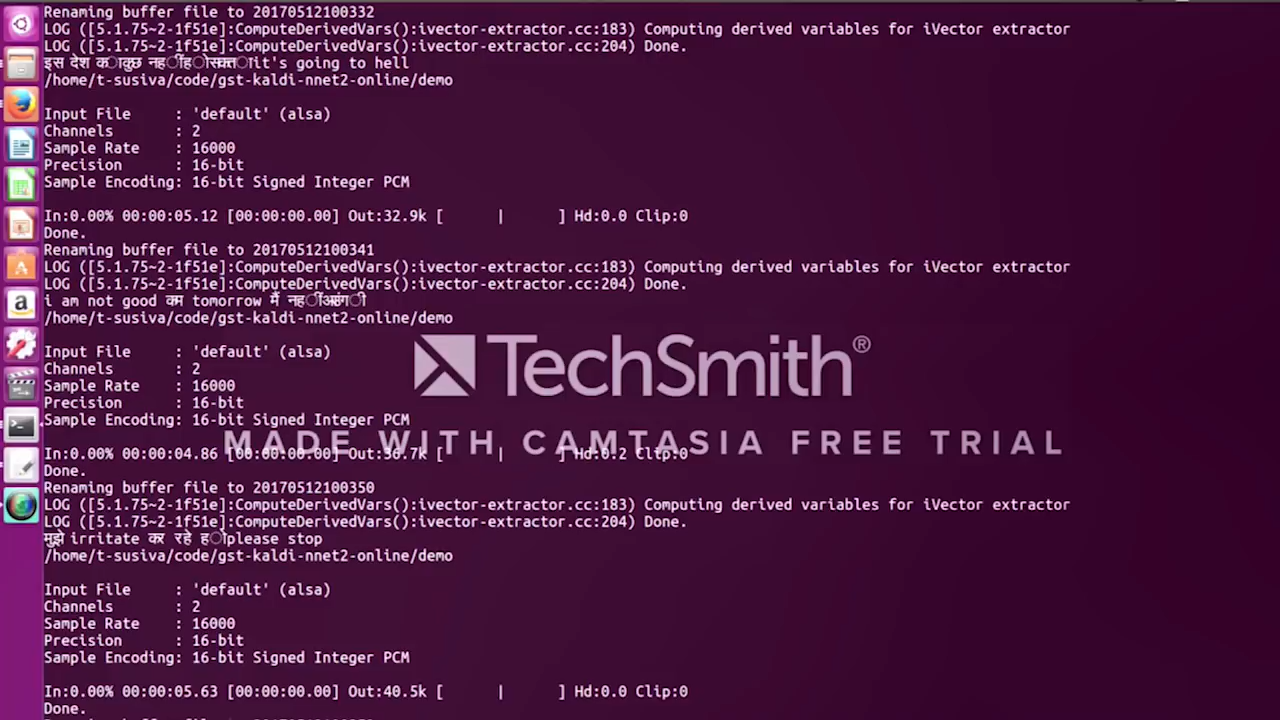 Renaming buffer file to 20170512100332
LOG ([5.1.75~2-1f51e]:ComputeDerivedVars():ivector-extractor.cc:183) Computing derived variables for iVector extractor
LOG ([5.1.75~2-1f51e]:ComputeDerivedVars():ivector-extractor.cc:204) Done.
इस देश का कुछ नहीं हो सकता it's going to hell
/home/t-susiva/code/gst-kaldi-nnet2-online/demo
Input File     : 'default' (alsa)
Channels       : 2
Sample Rate    : 16000
Precision      : 16-bit
Sample Encoding: 16-bit Signed Integer PCM
In:0.00% 00:00:05.12 [00:00:00.00] Out:32.9k [      |      ] Hd:0.0 Clip:0
Done.
Renaming buffer file to 20170512100341
LOG ([5.1.75~2-1f51e]:ComputeDerivedVars():ivector-extractor.cc:183) Computing derived variables for iVector extractor
LOG ([5.1.75~2-1f51e]:ComputeDerivedVars():ivector-extractor.cc:204) Done.
i am not good कम tomorrow मैं नहीं
/home/t-susiva/code/gst-kaldi-nnet2-online/demo
Input File     : 'default' (alsa)
Channels       : 2
Sample Rate    : 16000
Precision      : 16-bit
Sample Encoding: 16-bit Signed Integer PCM
TechSmith®
MADE WITH CAMTASIA FREE TRIAL
In:0.00% 00:00:04.86 [00:00:00.00] Out:36.7k [      |      ] Hd:0.2 Clip:0
Done.
Renaming buffer file to 20170512100350
LOG ([5.1.75~2-1f51e]:ComputeDerivedVars():ivector-extractor.cc:183) Computing derived variables for iVector extractor
LOG ([5.1.75~2-1f51e]:ComputeDerivedVars():ivector-extractor.cc:204) Done.
मुझे irritate कर रहे हो please stop
/home/t-susiva/code/gst-kaldi-nnet2-online/demo
Input File     : 'default' (alsa)
Channels       : 2
Sample Rate    : 16000
Precision      : 16-bit
Sample Encoding: 16-bit Signed Integer PCM
In:0.00% 00:00:05.63 [00:00:00.00] Out:40.5k [      |      ] Hd:0.0 Clip:0
Done.